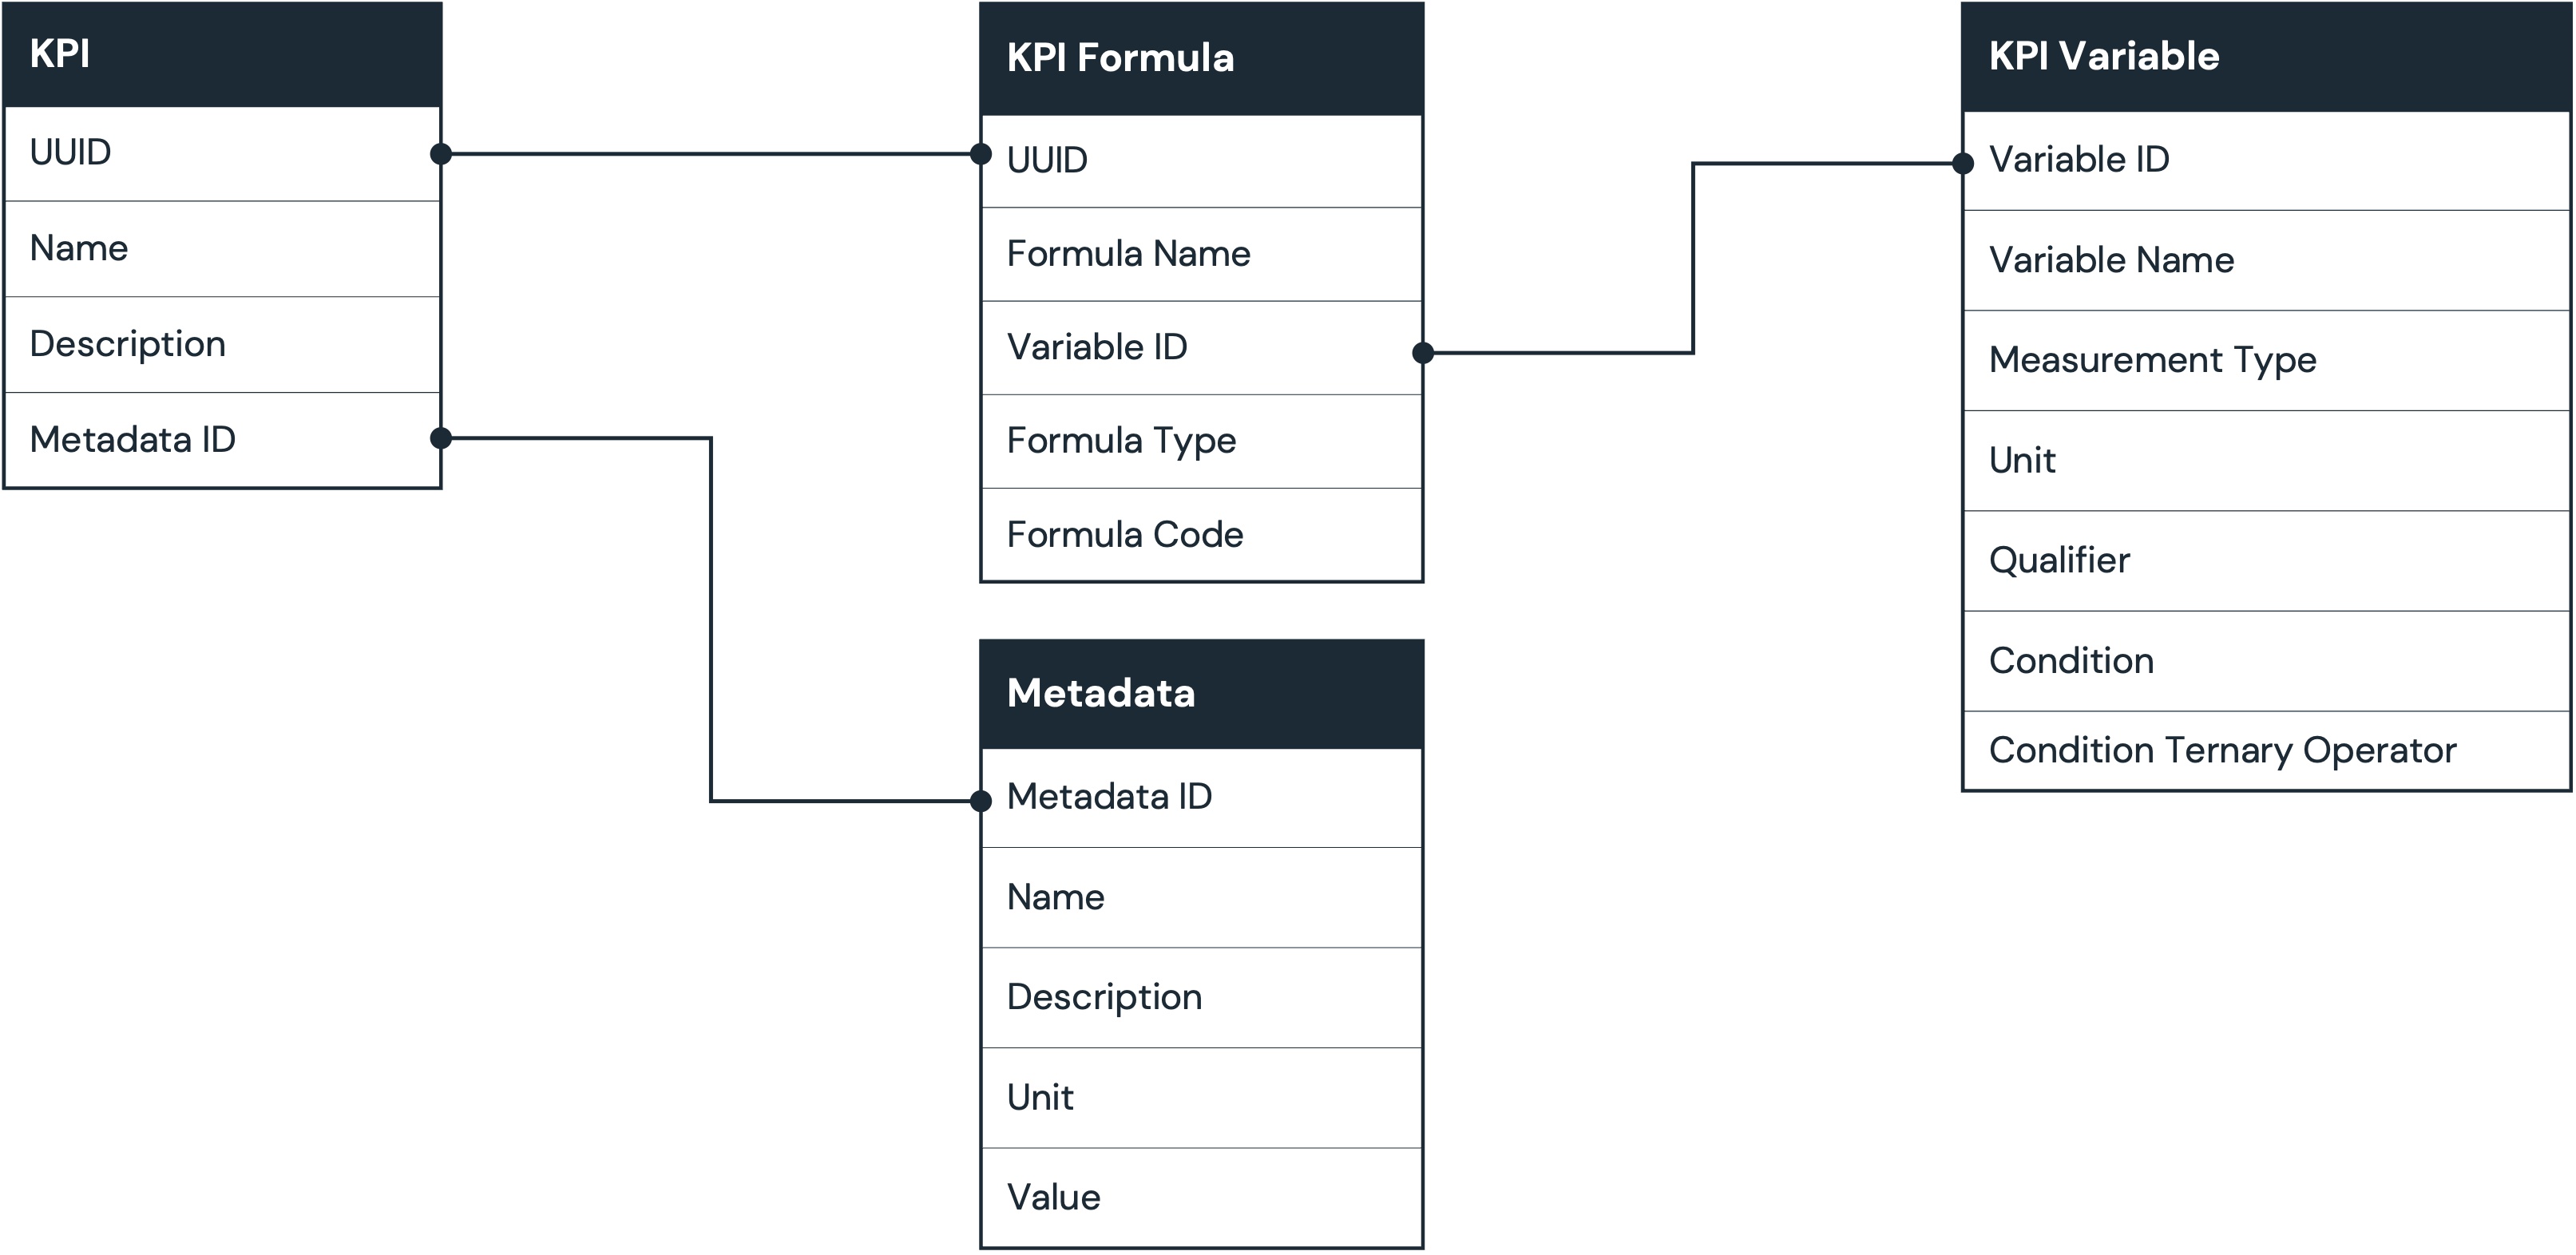 KPI
UUID
Name
Description
Metadata ID
KPI Formula
UUID
Formula Name
Variable ID
Formula Type
Formula Code
Metadata
Metadata ID
Name
Description
Unit
Value
KPI Variable
Variable ID
Variable Name
Measurement Type
Unit
Qualifier
Condition
Condition Ternary Operator